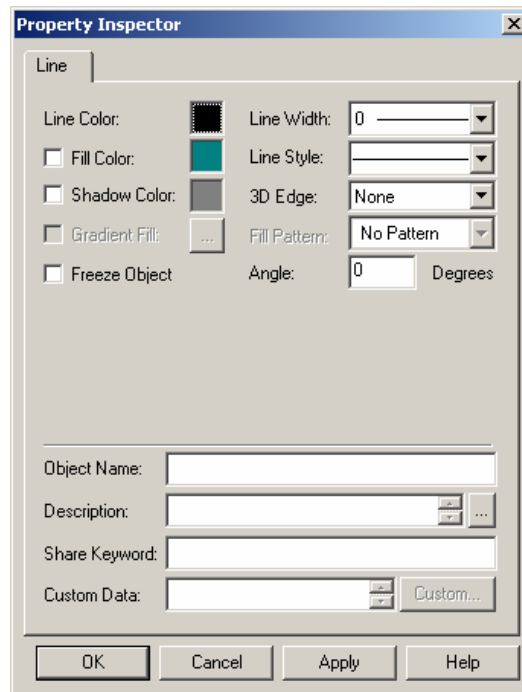 Property Inspector
Line
Line Color: Line Width: 0
Fill Color: Line Style:
Shadow Color: 3D Edge: None
Gradient Fill: ... Fill Pattern: No Pattern
Freeze Object Angle: 0 Degrees
Object Name:
Description: ...
Share Keyword:
Custom Data: Custom...
OK Cancel Apply Help